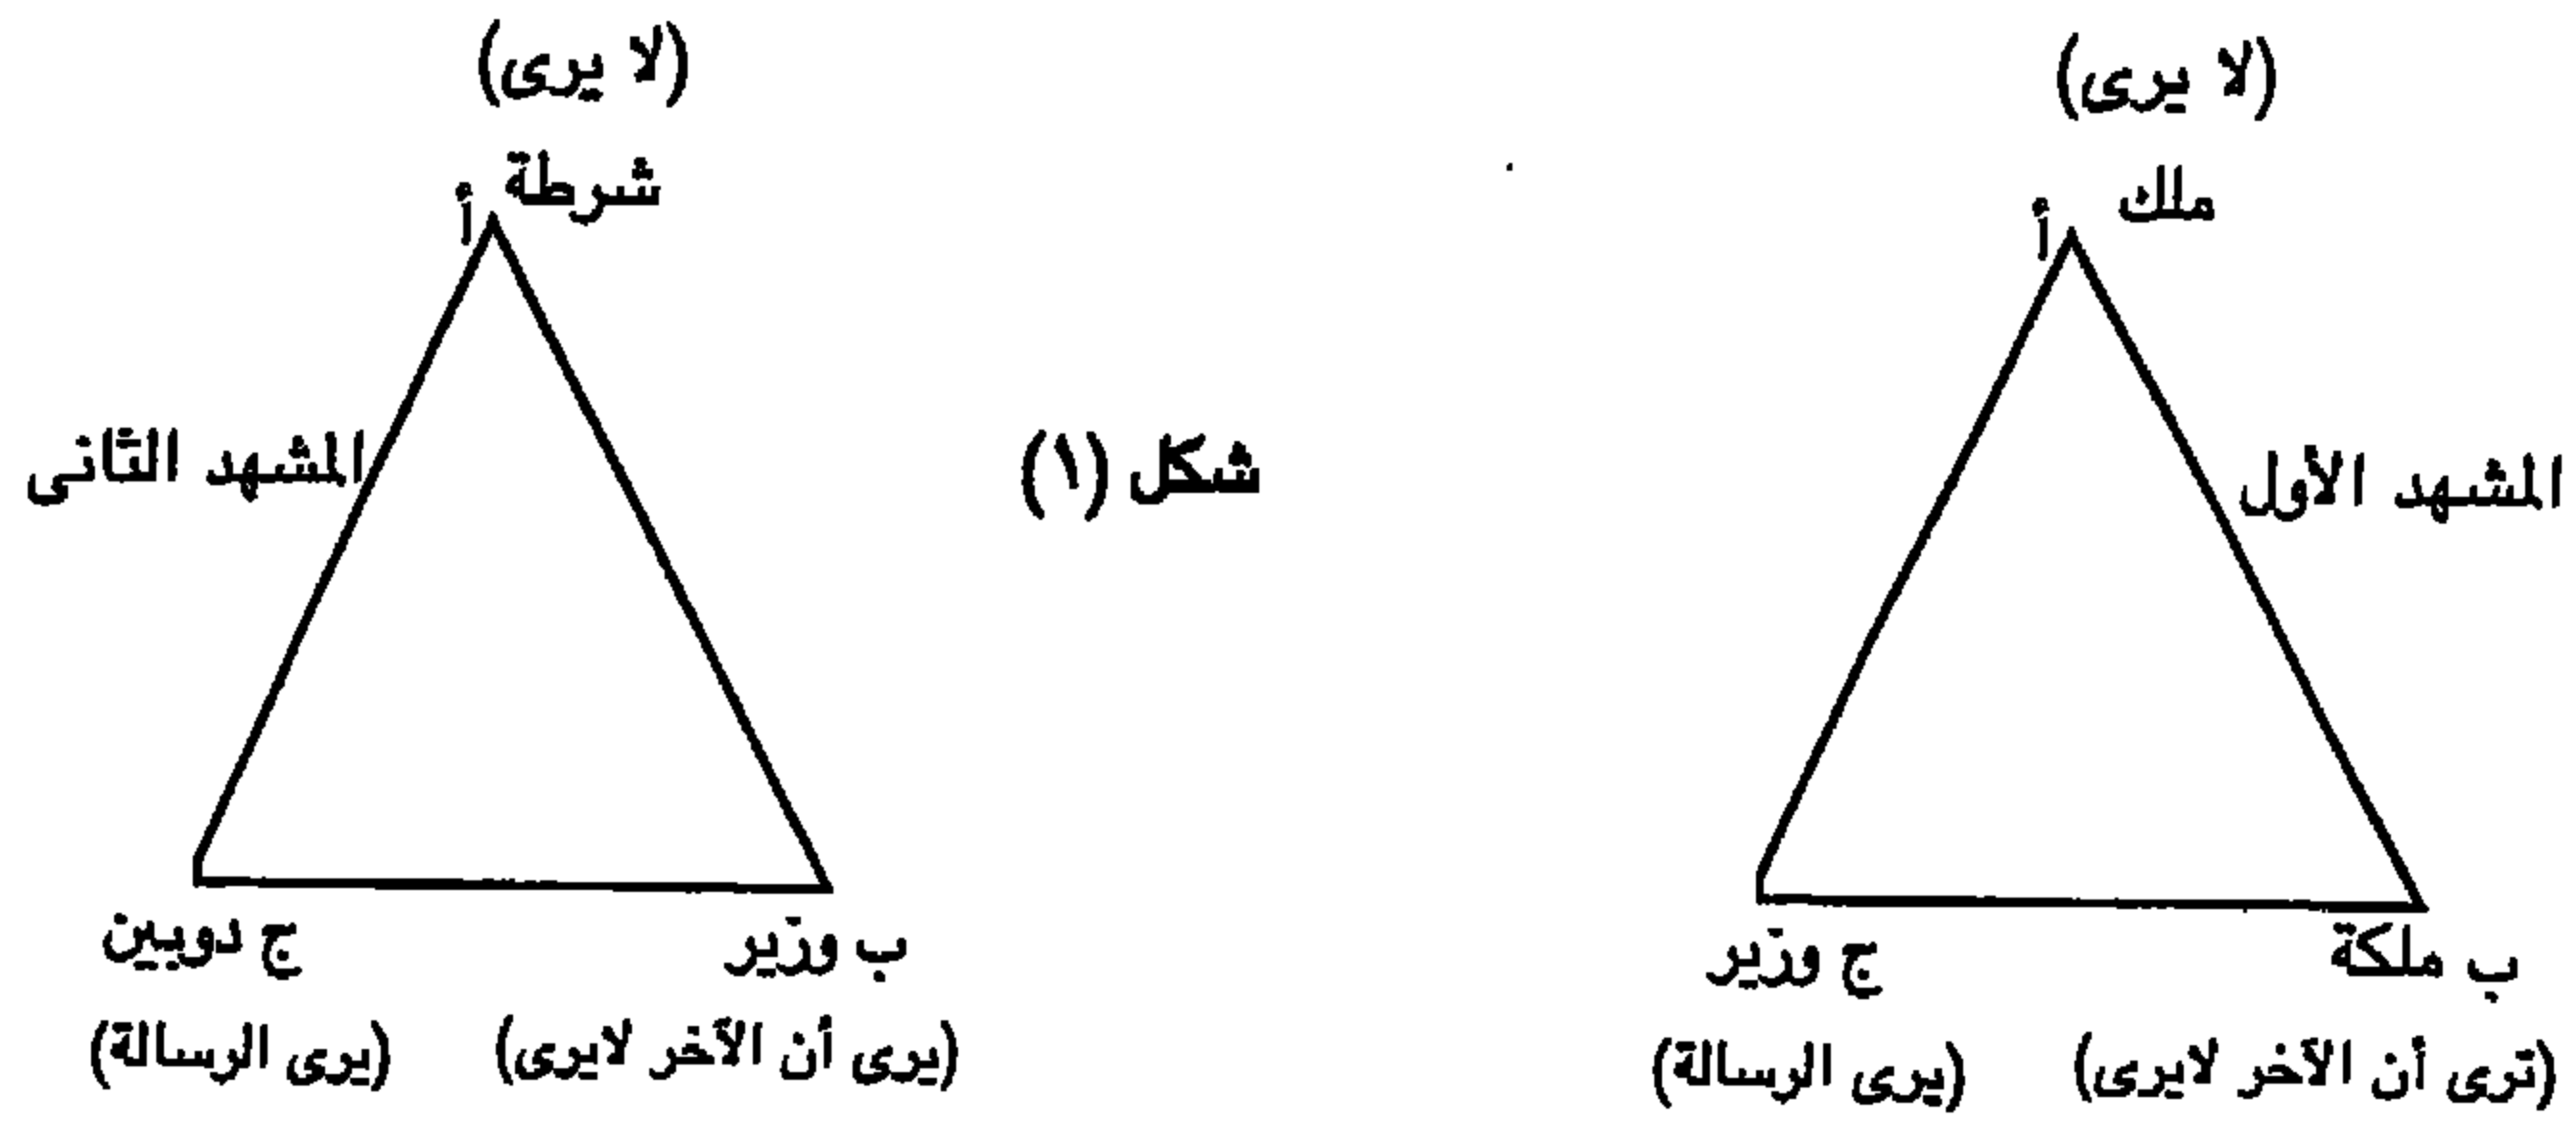 (لا يرى)
ملك
أ
المشهد الأول
ب ملكة
(ترى أن الآخر لايرى)
ج وزير
(يرى الرسالة)
شكل (١)
(لا يرى)
شرطة
أ
المشهد الثانى
ب وزير
(يرى أن الآخر لايرى)
ج دوبين
(يرى الرسالة)